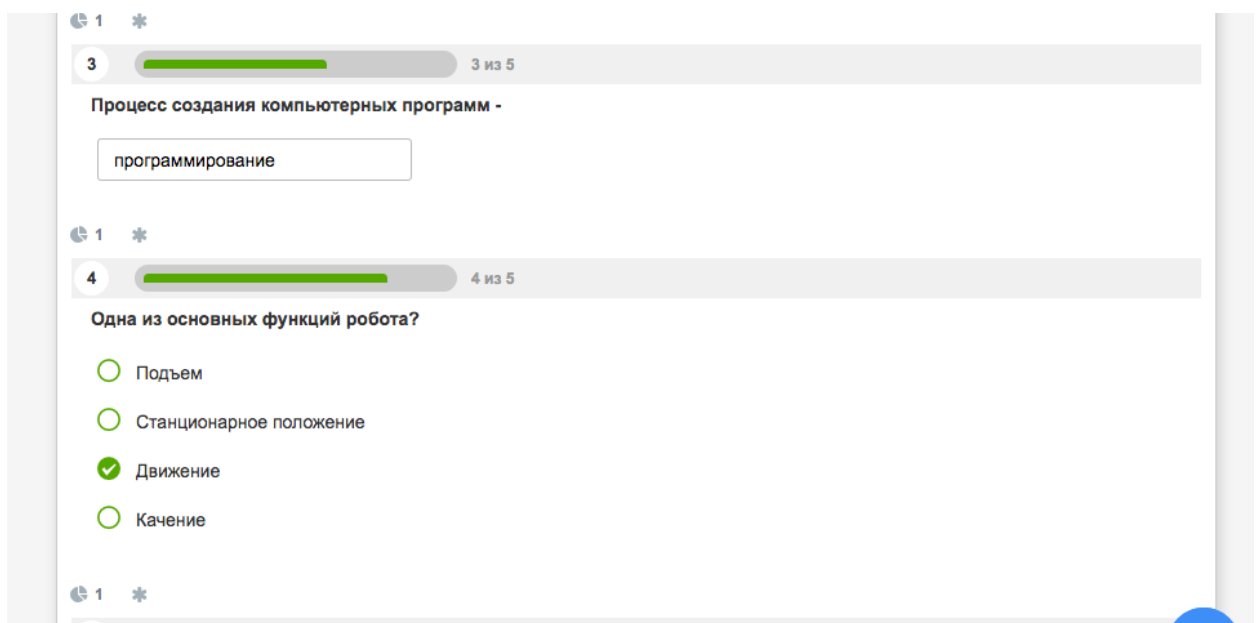 1
3 3 из 5
Процесс создания компьютерных программ -
программирование
1
4 4 из 5
Одна из основных функций робота?
Подъем
Станционарное положение
Движение
Качение
1